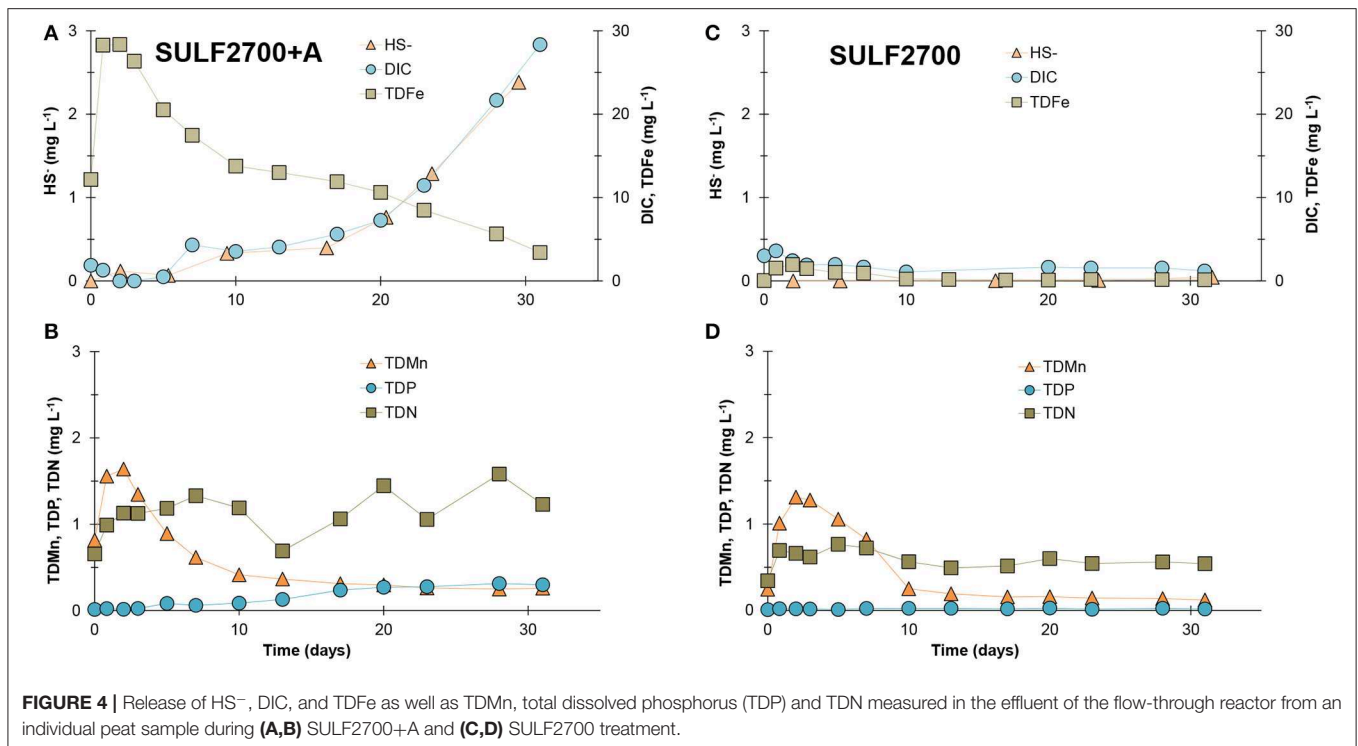 A
SULF2700+A
HS-
DIC
TDFe
3
2
1
0
HS- (mg L-1)
30
20
10
0
DIC, TDFe (mg L-1)
0 10 20 30
C
SULF2700
HS-
DIC
TDFe
3
2
1
0
HS- (mg L-1)
30
20
10
0
DIC, TDFe (mg L-1)
0 10 20 30
B
TDMn
TDP
TDN
3
2
1
0
TDMn, TDP, TDN (mg L-1)
0 10 20 30
Time (days)
D
TDMn
TDP
TDN
3
2
1
0
TDMn, TDP, TDN (mg L-1)
0 10 20 30
Time (days)
FIGURE 4 | Release of HS−, DIC, and TDFe as well as TDMn, total dissolved phosphorus (TDP) and TDN measured in the effluent of the flow-through reactor from an
individual peat sample during (A,B) SULF2700+A and (C,D) SULF2700 treatment.